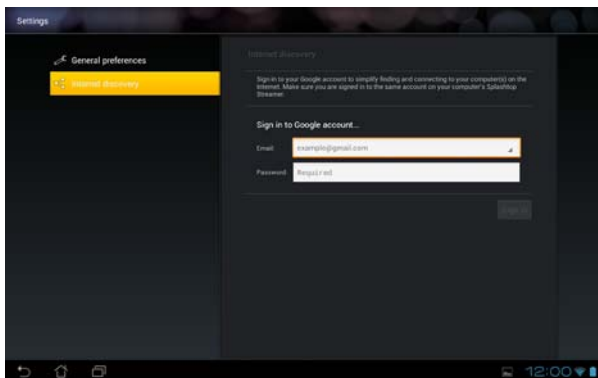 Settings
General preferences
Internet discovery
Internet discovery
Sign-in to your Google account to simplify finding and connecting to your computer(s) on the
Internet. Make sure you are signed in to the same account on your computer's Splashtop
Streamer.
Sign in to Google account...
Email
example@gmail.com
Password
Required
Sign in
12:00